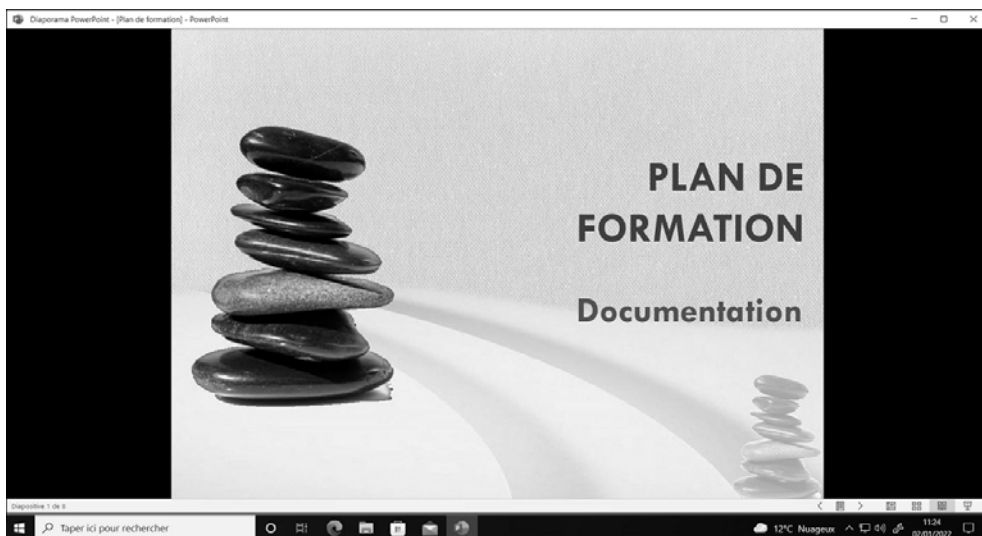 Diaporama PowerPoint - [Plan de formation] - PowerPoint
PLAN DE
FORMATION
Documentation
Diapositive 1 de 8
Taper ici pour rechercher
12°C Nuageux
11:24
02/01/2022